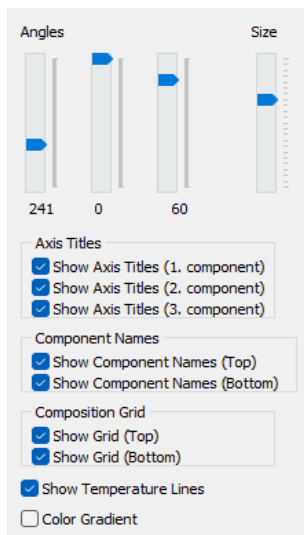 Angles Size
241 0 60
Axis Titles
Show Axis Titles (1. component)
Show Axis Titles (2. component)
Show Axis Titles (3. component)
Component Names
Show Component Names (Top)
Show Component Names (Bottom)
Composition Grid
Show Grid (Top)
Show Grid (Bottom)
Show Temperature Lines
Color Gradient